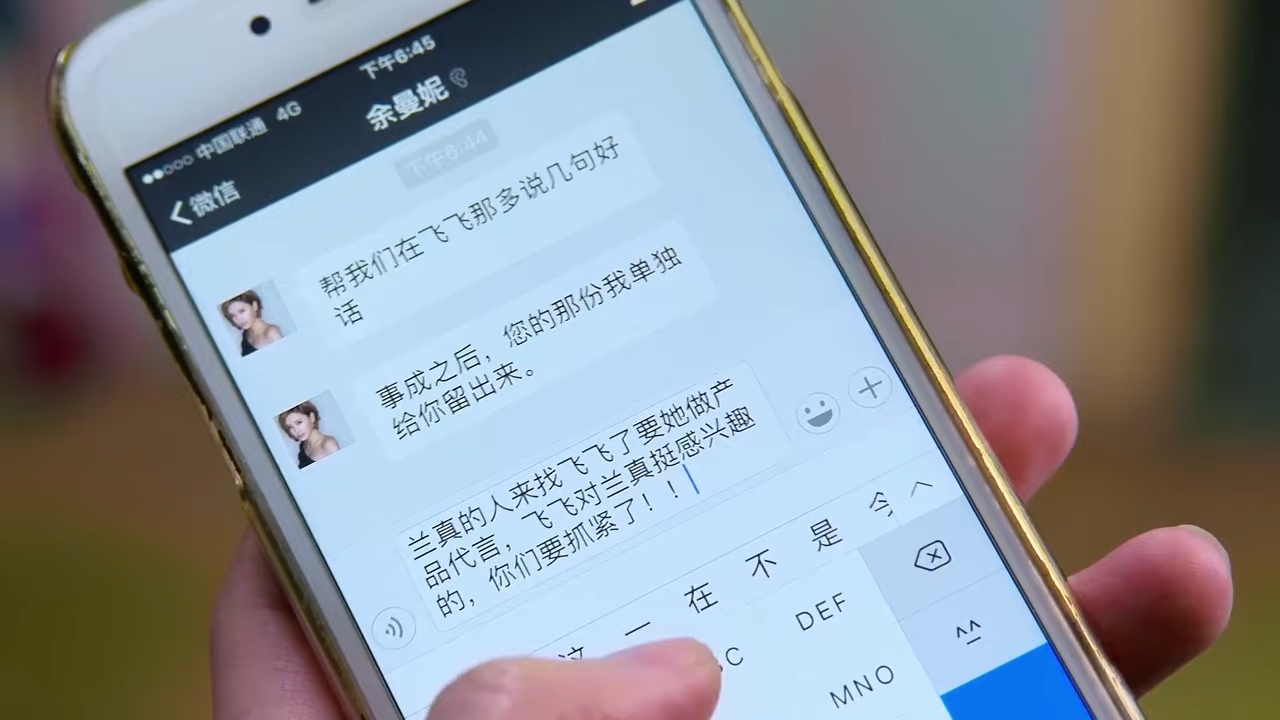 下午6:45
中国联通 4G
余曼妮
微信
下午6:44
帮我们在飞飞那多说几句好
话
事成之后，您的那份我单独
给你留出来。
兰真的人来找飞飞了要她做产
品代言，飞飞对兰真挺感兴趣
的，你们要抓紧了！！
这 一 在 不 是 今
DEF
MNO